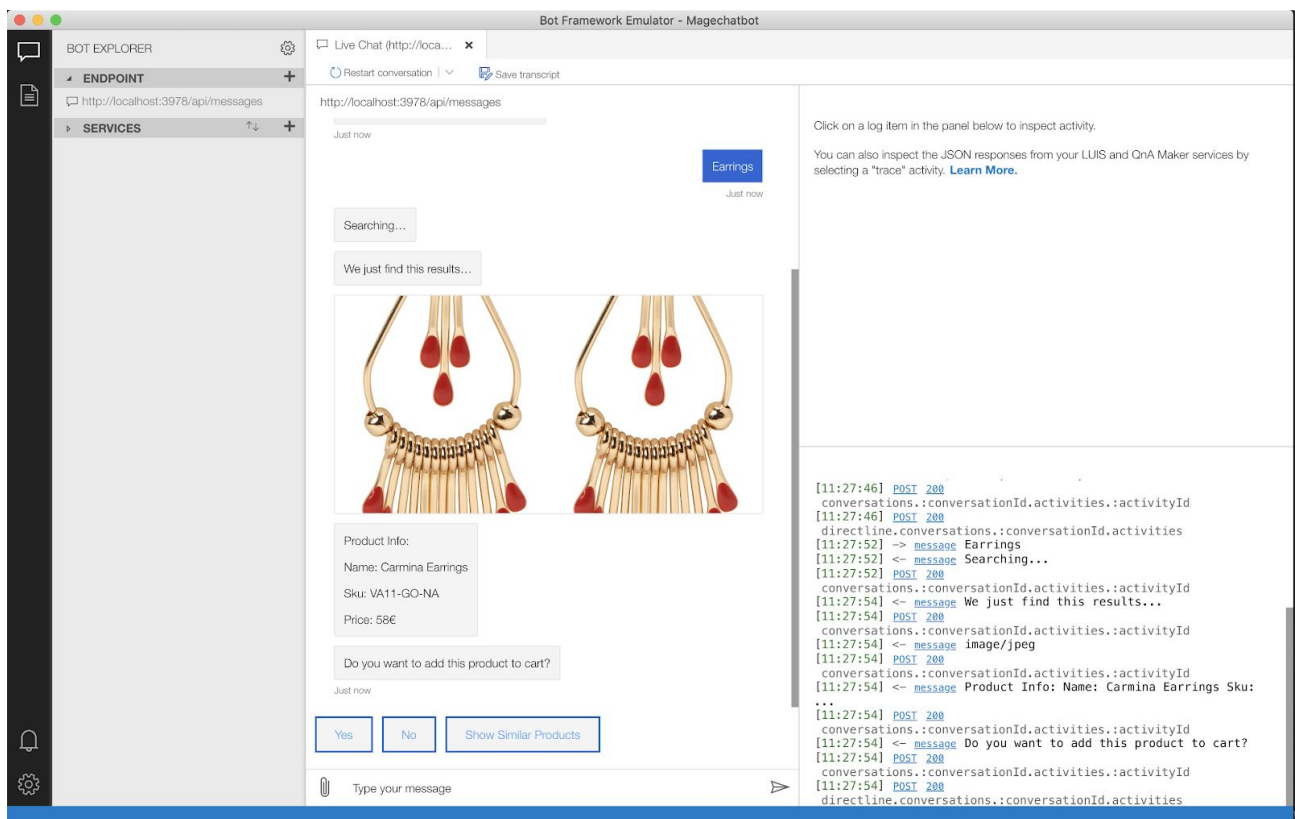 Bot Framework Emulator - Magechatbot
BOT EXPLORER
ENDPOINT
http://localhost:3978/api/messages
SERVICES
Live Chat (http://loca...
Restart conversation
Save transcript
http://localhost:3978/api/messages
Just now
Earrings
Just now
Searching...
We just find this results...
Product Info:
Name: Carmina Earrings
Sku: VA11-GO-NA
Price: 58€
Do you want to add this product to cart?
Just now
Yes
No
Show Similar Products
Type your message
Click on a log item in the panel below to inspect activity.
You can also inspect the JSON responses from your LUIS and QnA Maker services by
selecting a "trace" activity. Learn More.
[11:27:46] POST 200
conversations.:conversationId.activities.:activityId
[11:27:46] POST 200
directline.conversations.:conversationId.activities
[11:27:52] -> message Earrings
[11:27:52] <- message Searching...
[11:27:52] POST 200
conversations.:conversationId.activities.:activityId
[11:27:54] <- message We just find this results...
[11:27:54] POST 200
conversations.:conversationId.activities.:activityId
[11:27:54] <- message image/jpeg
[11:27:54] POST 200
conversations.:conversationId.activities.:activityId
[11:27:54] <- message Product Info: Name: Carmina Earrings Sku:
...
[11:27:54] POST 200
conversations.:conversationId.activities.:activityId
[11:27:54] <- message Do you want to add this product to cart?
[11:27:54] POST 200
conversations.:conversationId.activities.:activityId
[11:27:54] POST 200
directline.conversations.:conversationId.activities